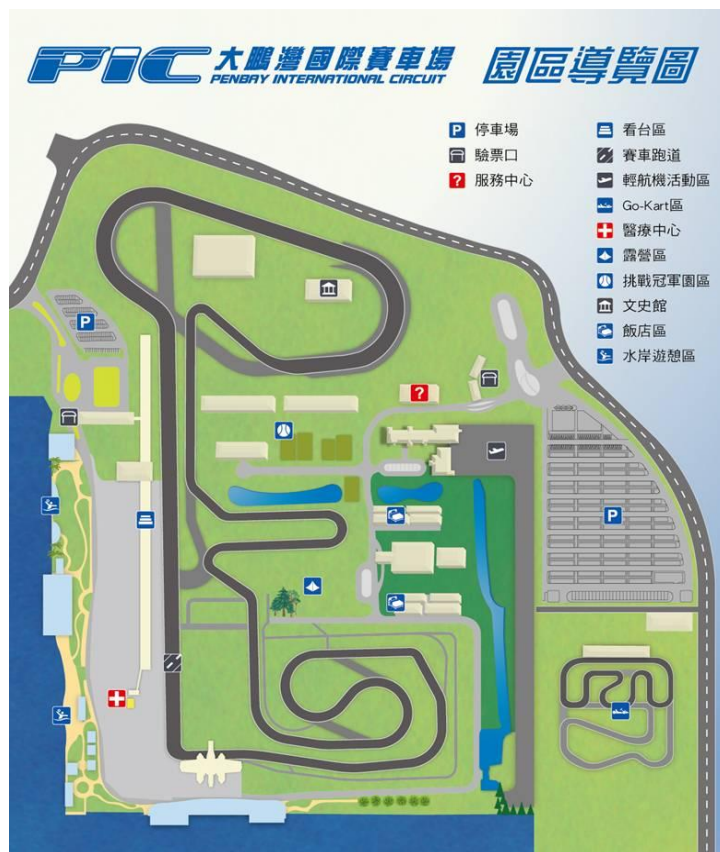 PIC 大鵬灣國際賽車場 園區導覽圖
PENBAY INTERNATIONAL CIRCUIT
P 停車場
驗票口
? 服務中心
看台區
賽車跑道
輕航機活動區
Go-Kart區
醫療中心
露營區
挑戰冠軍園區
文史館
飯店區
水岸遊憩區
P
?
P